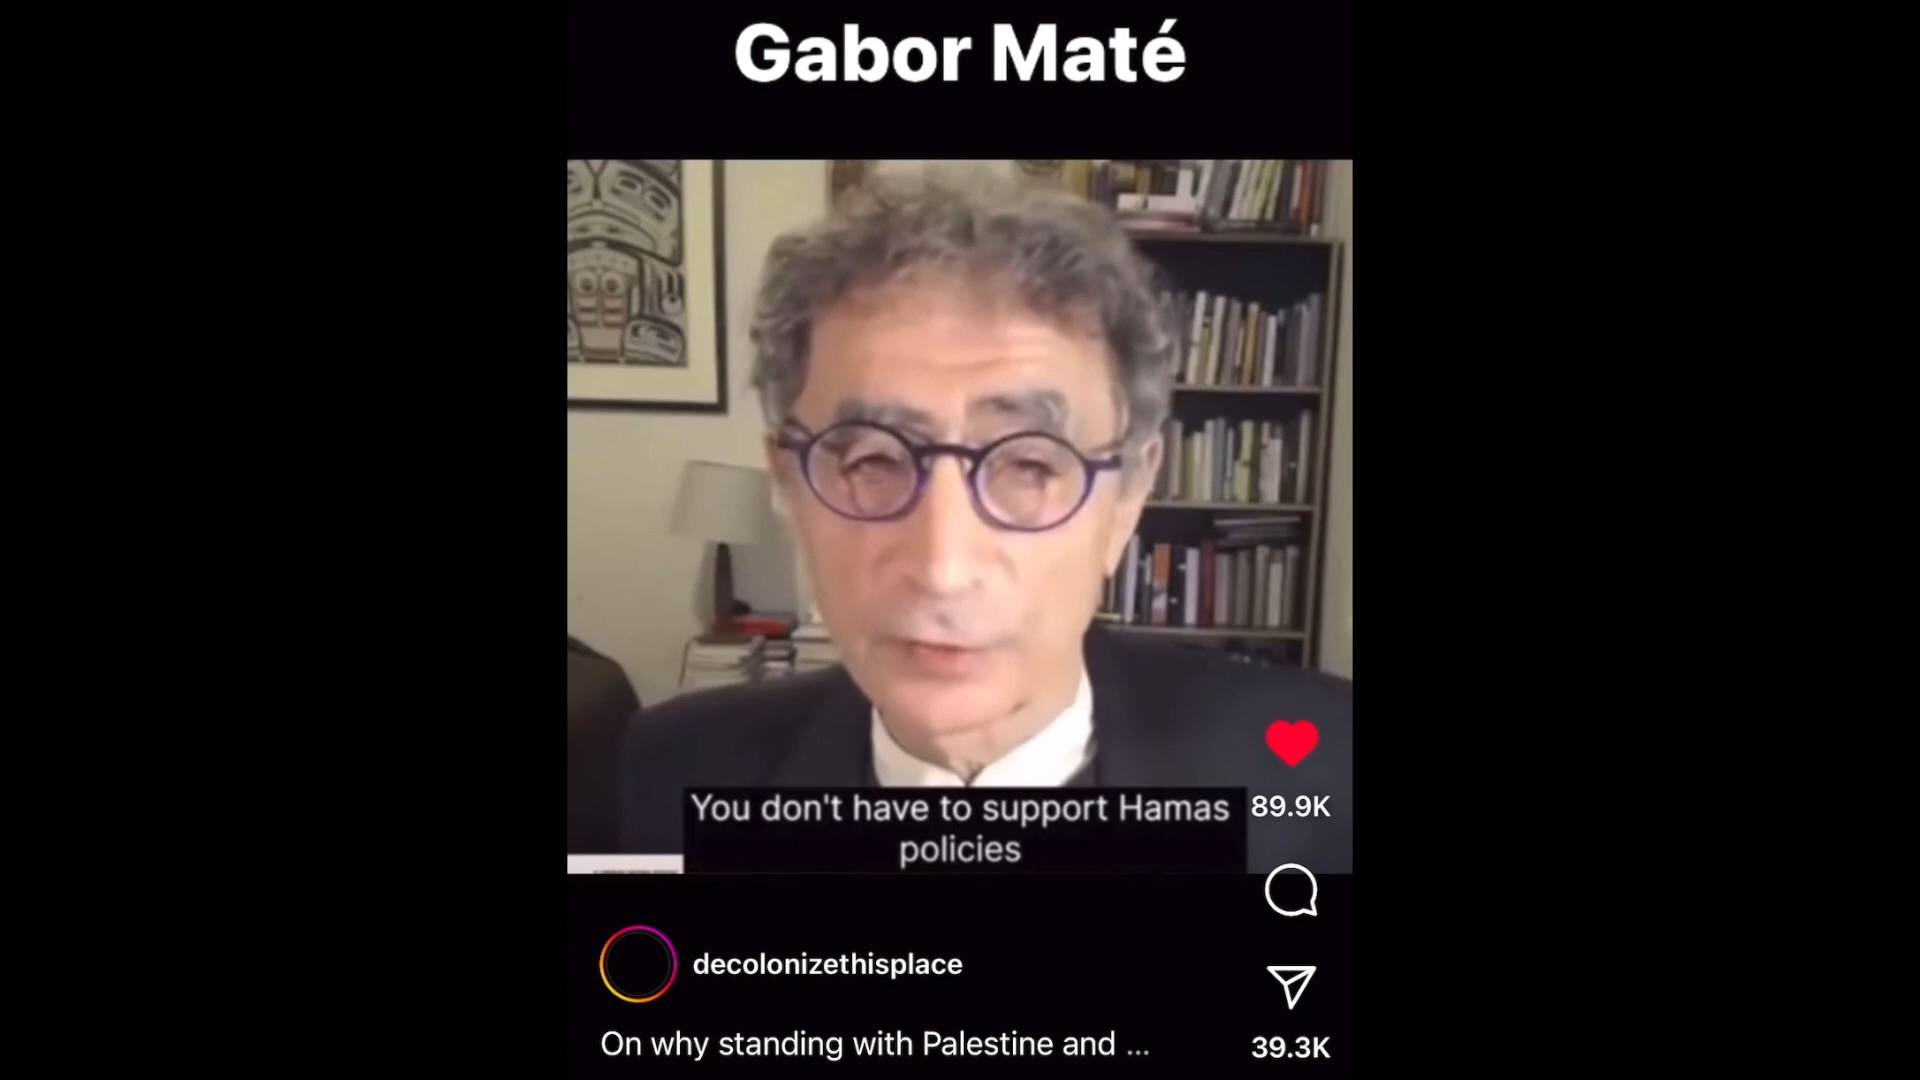 Gabor Maté
You don't have to support Hamas
policies
89.9K
decolonizethisplace
On why standing with Palestine and ...
39.3K